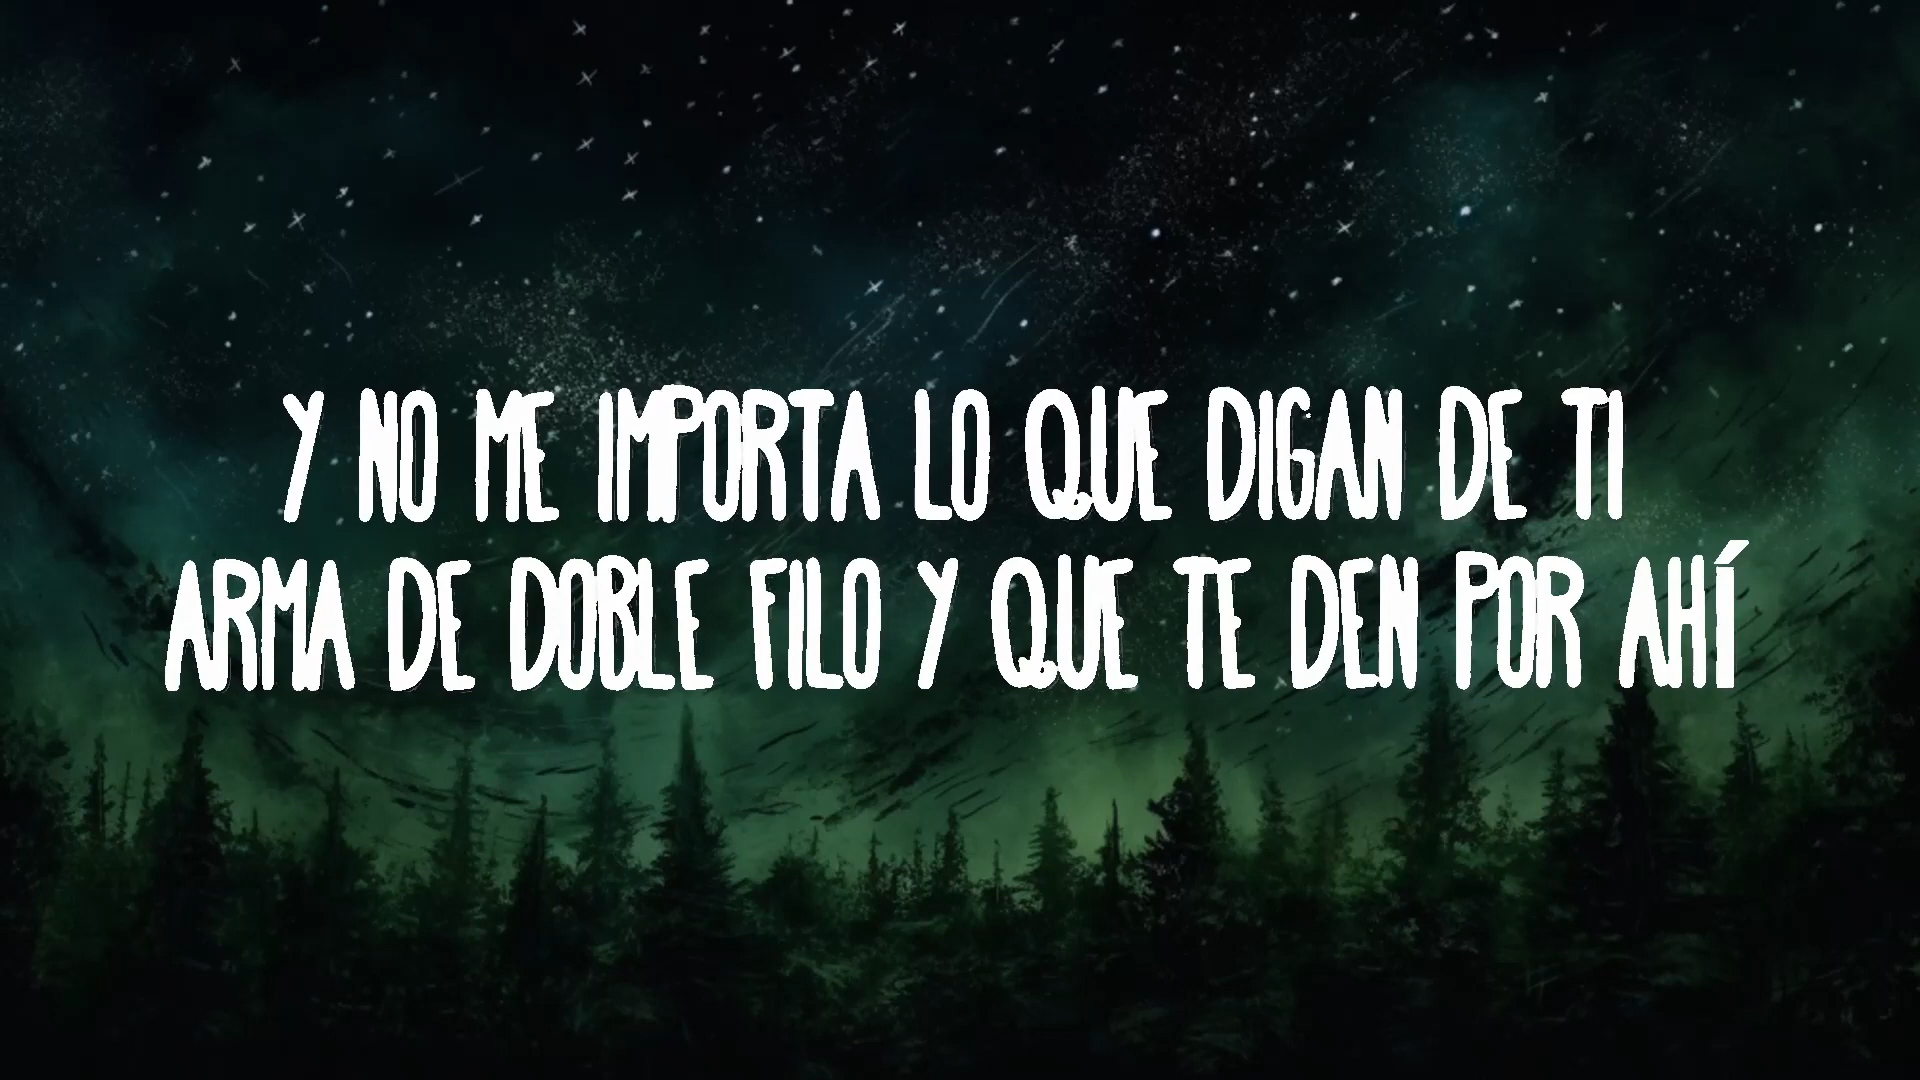 Y NO ME IMPORTA LO QUE DIGAN DE TI
ARMA DE DOBLE FILO Y QUE TE DEN POR AHÍ